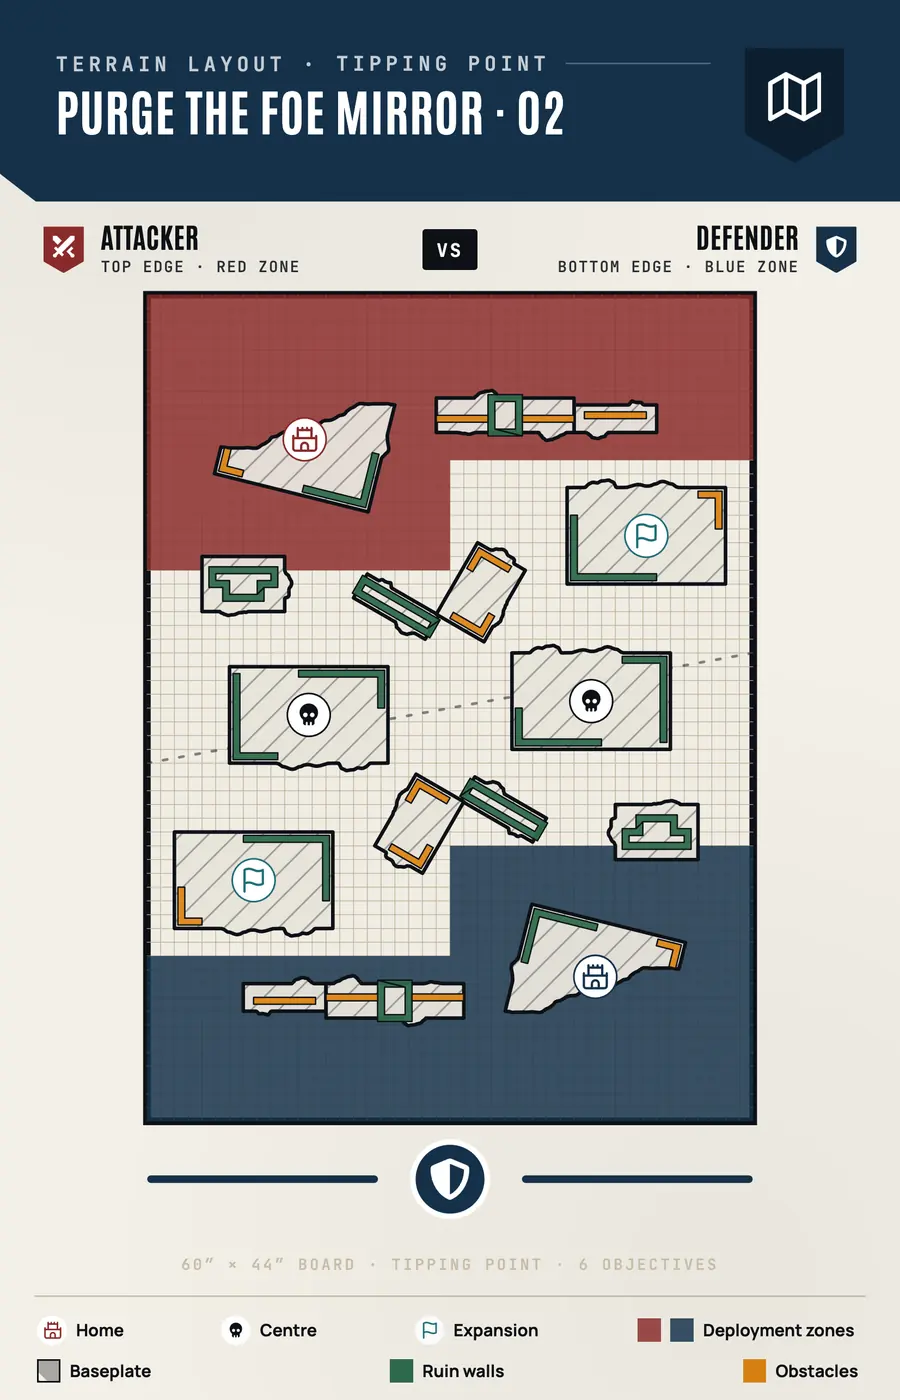 TERRAIN LAYOUT · TIPPING POINT
PURGE THE FOE MIRROR · 02
ATTACKER
TOP EDGE · RED ZONE
VS
DEFENDER
BOTTOM EDGE · BLUE ZONE
60” × 44” BOARD · TIPPING POINT · 6 OBJECTIVES
Home
Centre
Expansion
Deployment zones
Baseplate
Ruin walls
Obstacles